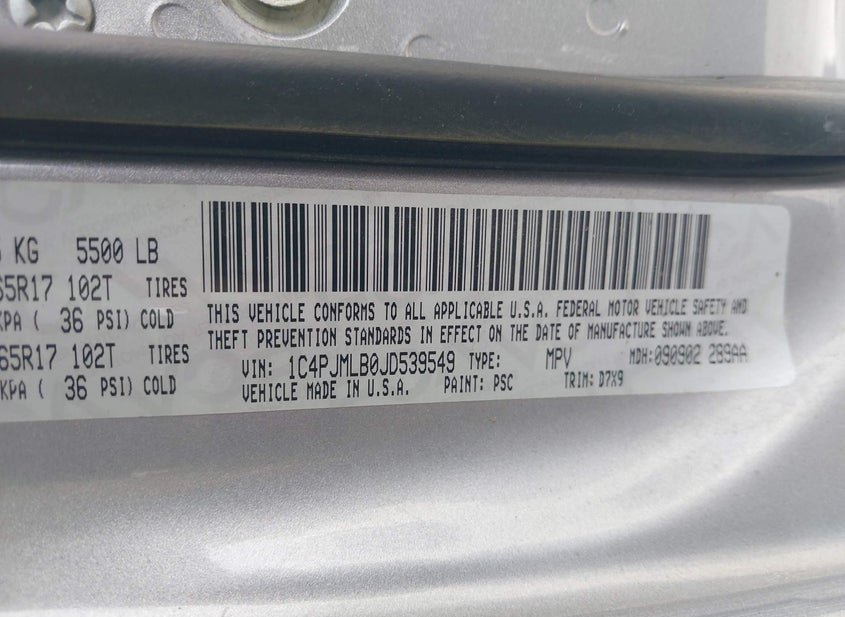 KG 5500 LB
65R17 102T TIRES
KPA ( 36 PSI) COLD
65R17 102T TIRES
KPA ( 36 PSI) COLD
THIS VEHICLE CONFORMS TO ALL APPLICABLE U.S.A. FEDERAL MOTOR VEHICLE SAFETY AND
THEFT PREVENTION STANDARDS IN EFFECT ON THE DATE OF MANUFACTURE SHOWN ABOVE.
VIN: 1C4PJMLB0JD539549 TYPE: MPV MDH:090902 299AA
VEHICLE MADE IN U.S.A. PAINT: PSC TRIM: D7X9